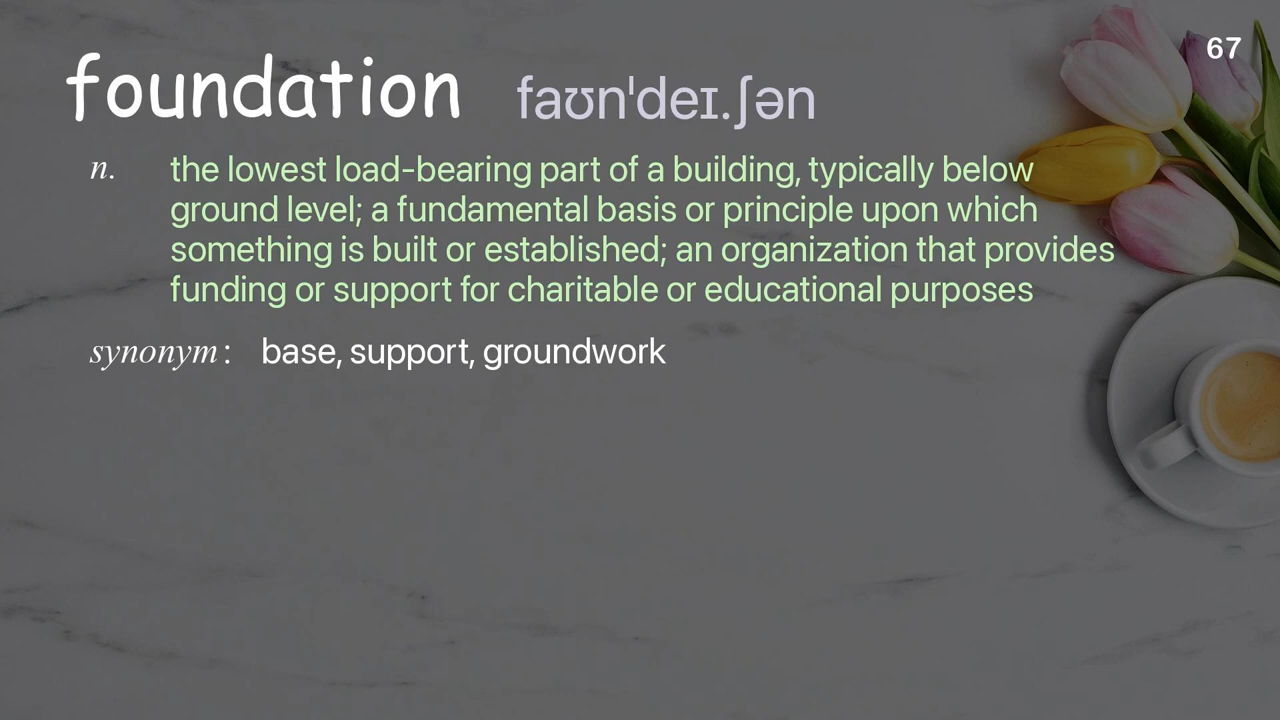 67
foundation faʊnˈdeɪ.ʃən
n. the lowest load-bearing part of a building, typically below
ground level; a fundamental basis or principle upon which
something is built or established; an organization that provides
funding or support for charitable or educational purposes
synonym: base, support, groundwork